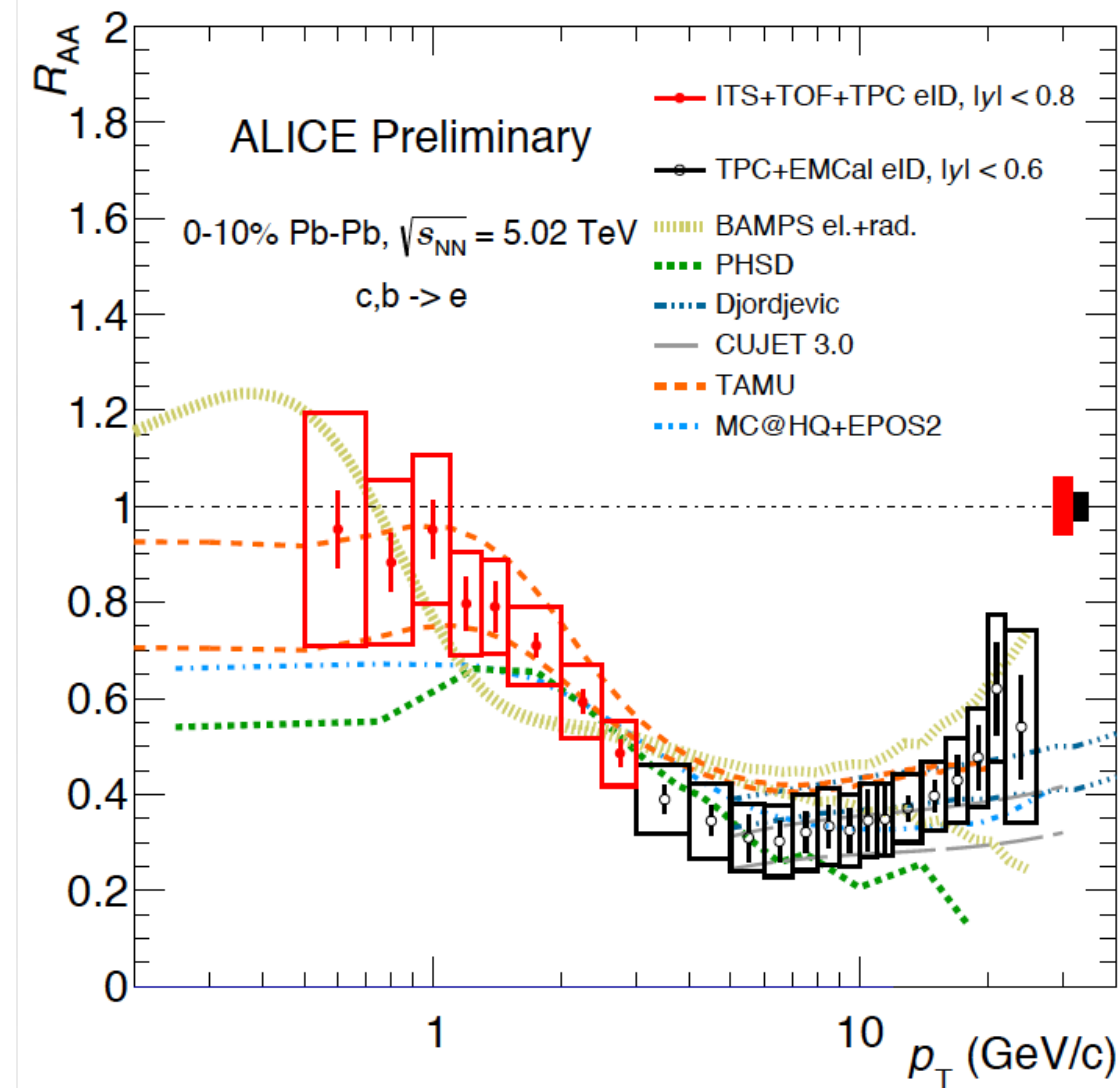 R_AA
2
1.8
1.6
1.4
1.2
1
0.8
0.6
0.4
0.2
0
ALICE Preliminary
0-10% Pb-Pb, √s_NN = 5.02 TeV
c,b -> e
ITS+TOF+TPC eID, |y| < 0.8
TPC+EMCal eID, |y| < 0.6
BAMPS el.+rad.
PHSD
Djordjevic
CUJET 3.0
TAMU
MC@HQ+EPOS2
1
10
p_T (GeV/c)